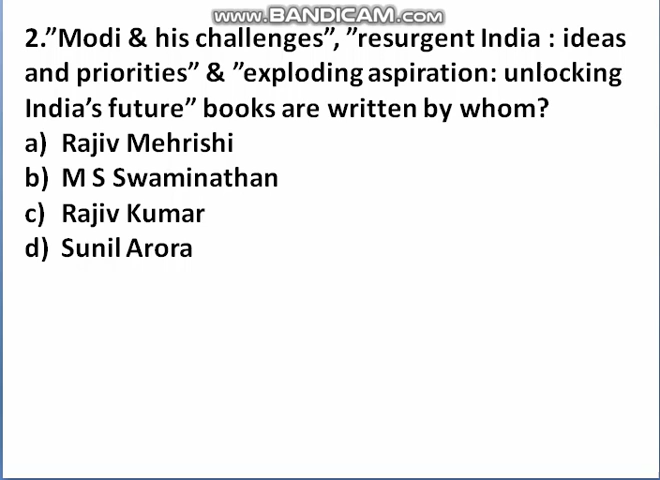 www.BANDICAM.com
2.”Modi & his challenges”, ”resurgent India : ideas
and priorities” & ”exploding aspiration: unlocking
India’s future” books are written by whom?
a) Rajiv Mehrishi
b) M S Swaminathan
c) Rajiv Kumar
d) Sunil Arora